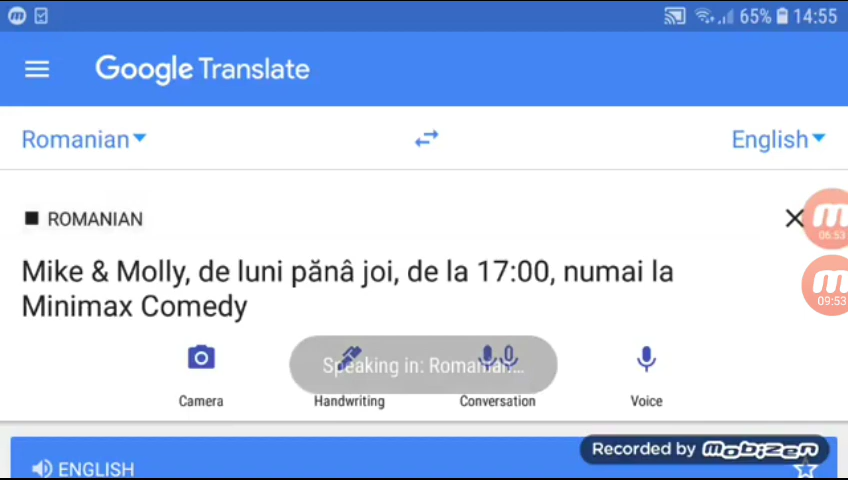 65% 14:55
Google Translate
Romanian English
ROMANIAN
06:53
Mike & Molly, de luni pănâ joi, de la 17:00, numai la
Minimax Comedy
09:53
Speaking in: Romanian...
Camera Handwriting Conversation Voice
Recorded by mobizen
ENGLISH